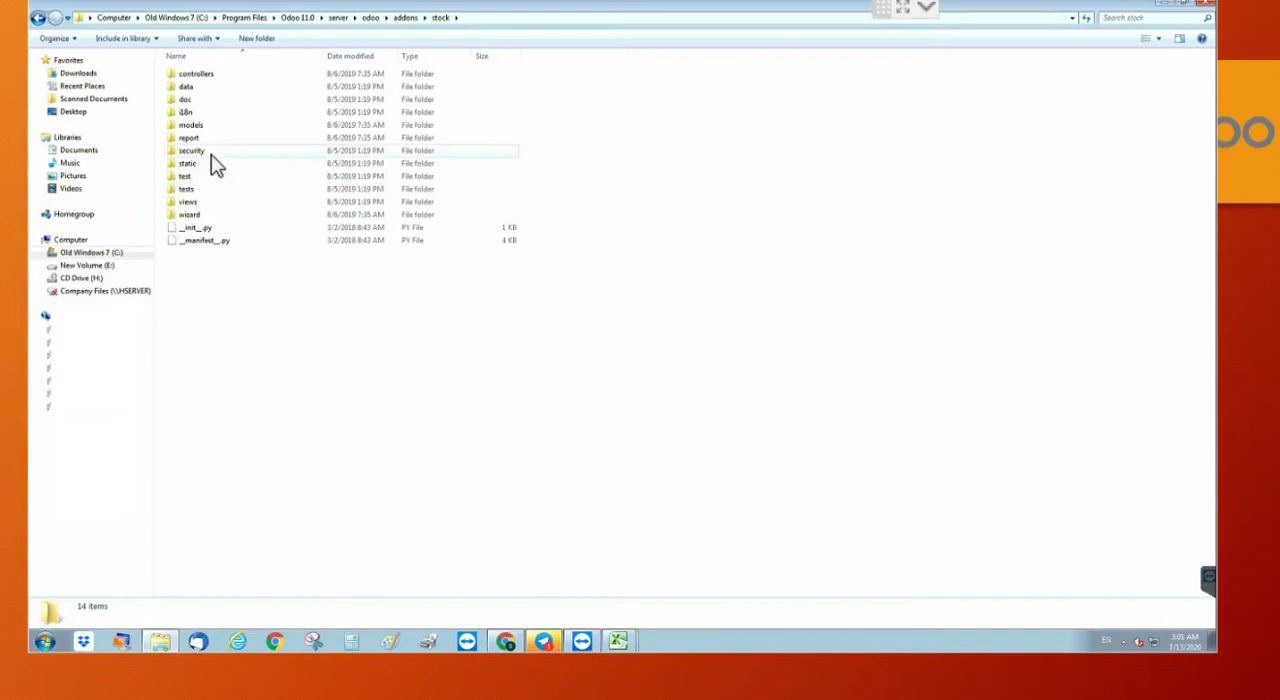 Computer Old Windows 7 (C:) Program Files Odoo 11.0 server odoo addons stock
Search stock
Organize Include in library Share with New folder
Name Date modified Type Size
Favorites
Downloads
Recent Places
Scanned Documents
Desktop
Libraries
Documents
Music
Pictures
Videos
Homegroup
Computer
Old Windows 7 (C:)
New Volume (E:)
CD Drive (H:)
Company Files (\\HSERVER)
controllers 8/6/2019 7:35 AM File folder
data 8/5/2019 1:19 PM File folder
doc 8/5/2019 1:19 PM File folder
i18n 8/5/2019 1:19 PM File folder
models 8/6/2019 7:35 AM File folder
report 8/6/2019 7:35 AM File folder
security 8/5/2019 1:19 PM File folder
static 8/5/2019 1:19 PM File folder
test 8/5/2019 1:19 PM File folder
tests 8/5/2019 1:19 PM File folder
views 8/5/2019 1:19 PM File folder
wizard 8/6/2019 7:35 AM File folder
__init__.py 3/2/2018 8:43 AM PY File 1 KB
__manifest__.py 3/2/2018 8:43 AM PY File 4 KB
14 items
EN
3:01 AM
7/13/2020
oo